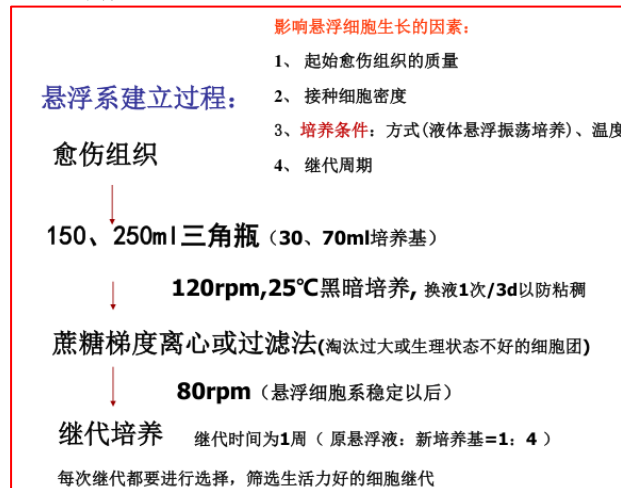 影响悬浮细胞生长的因素：
1、 起始愈伤组织的质量
2、 接种细胞密度
3、培养条件：方式(液体悬浮振荡培养)、温度
4、 继代周期
悬浮系建立过程：
愈伤组织
150、250ml三角瓶（30、70ml培养基）
120rpm,25℃黑暗培养, 换液1次/3d以防粘稠
蔗糖梯度离心或过滤法(淘汰过大或生理状态不好的细胞团)
80rpm（悬浮细胞系稳定以后）
继代培养 继代时间为1周（ 原悬浮液：新培养基=1：4 ）
每次继代都要进行选择，筛选生活力好的细胞继代